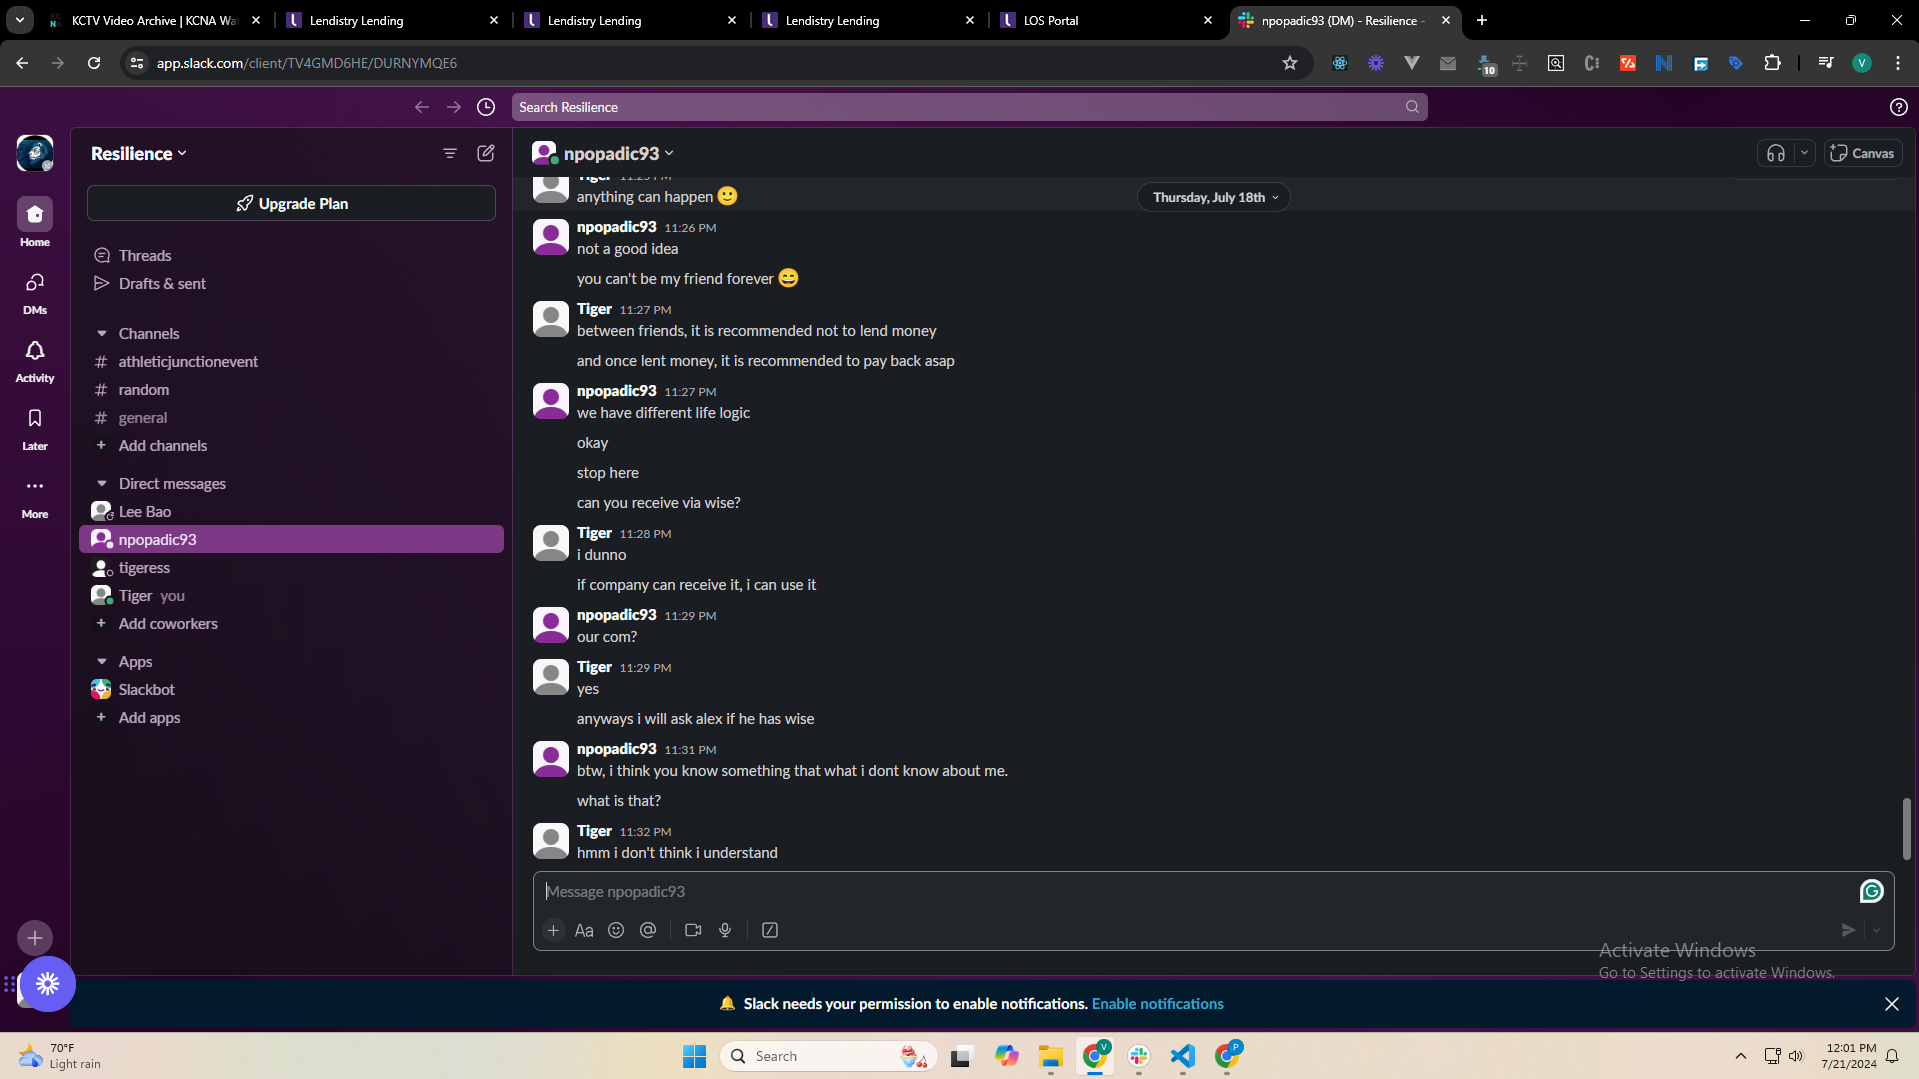 KCTV Video Archive | KCNA Wat
Lendistry Lending
Lendistry Lending
Lendistry Lending
LOS Portal
npopadic93 (DM) - Resilience -
app.slack.com/client/TV4GMD6HE/DURNYMQE6
10
V
Search Resilience
Resilience
Upgrade Plan
Home
DMs
Activity
Later
More
Threads
Drafts & sent
Channels
# athleticjunctionevent
# random
# general
+ Add channels
Direct messages
Lee Bao
npopadic93
tigeress
Tiger you
+ Add coworkers
Apps
Slackbot
+ Add apps
npopadic93
Canvas
Thursday, July 18th
Tiger 11:25 PM
anything can happen 🙂
npopadic93 11:26 PM
not a good idea
you can't be my friend forever 😄
Tiger 11:27 PM
between friends, it is recommended not to lend money
and once lent money, it is recommended to pay back asap
npopadic93 11:27 PM
we have different life logic
okay
stop here
can you receive via wise?
Tiger 11:28 PM
i dunno
if company can receive it, i can use it
npopadic93 11:29 PM
our com?
Tiger 11:29 PM
yes
anyways i will ask alex if he has wise
npopadic93 11:31 PM
btw, i think you know something that what i dont know about me.
what is that?
Tiger 11:32 PM
hmm i don't think i understand
Message npopadic93
Aa
Activate Windows
Go to Settings to activate Windows.
🔔 Slack needs your permission to enable notifications. Enable notifications
70°F
Light rain
Search
V
P
12:01 PM
7/21/2024